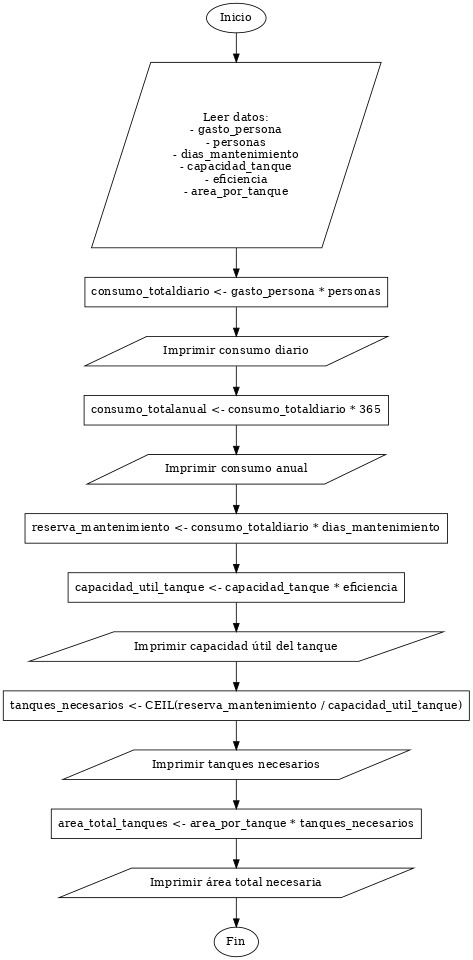 Inicio
Leer datos:
- gasto_persona
- personas
- dias_mantenimiento
- capacidad_tanque
- eficiencia
- area_por_tanque
consumo_totaldiario <- gasto_persona * personas
Imprimir consumo diario
consumo_totalanual <- consumo_totaldiario * 365
Imprimir consumo anual
reserva_mantenimiento <- consumo_totaldiario * dias_mantenimiento
capacidad_util_tanque <- capacidad_tanque * eficiencia
Imprimir capacidad útil del tanque
tanques_necesarios <- CEIL(reserva_mantenimiento / capacidad_util_tanque)
Imprimir tanques necesarios
area_total_tanques <- area_por_tanque * tanques_necesarios
Imprimir área total necesaria
Fin